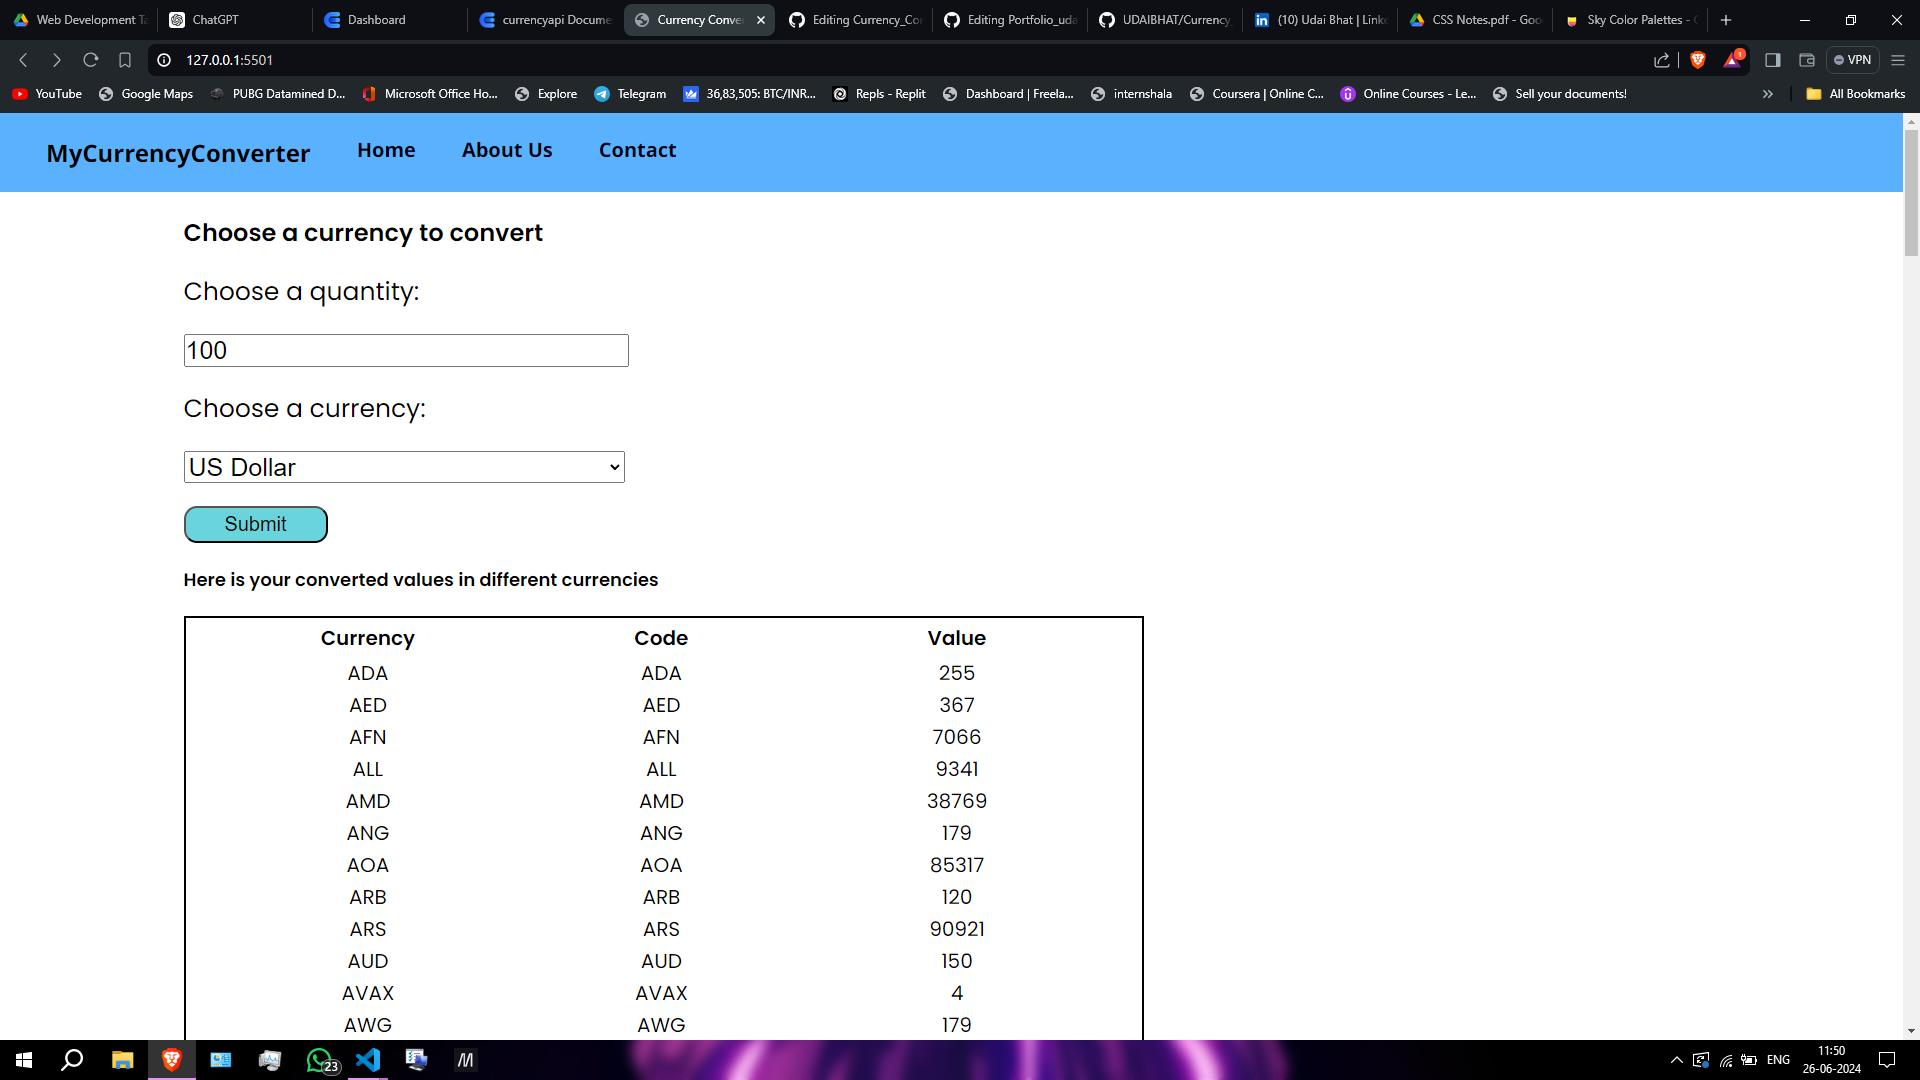 Web Development Ta
ChatGPT
Dashboard
currencyapi Docume
Currency Conver
Editing Currency_Con
Editing Portfolio_uda
UDAIBHAT/Currency
(10) Udai Bhat | Linke
CSS Notes.pdf - Goo
Sky Color Palettes -
127.0.0.1:5501
1
VPN
YouTube
Google Maps
PUBG Datamined D...
Microsoft Office Ho...
Explore
Telegram
36,83,505: BTC/INR...
Repls - Replit
Dashboard | Freela...
internshala
Coursera | Online C...
Online Courses - Le...
Sell your documents!
All Bookmarks
MyCurrencyConverter Home About Us Contact
Choose a currency to convert
Choose a quantity:
100
Choose a currency:
US Dollar
Submit
Here is your converted values in different currencies
Currency Code Value
ADA ADA 255
AED AED 367
AFN AFN 7066
ALL ALL 9341
AMD AMD 38769
ANG ANG 179
AOA AOA 85317
ARB ARB 120
ARS ARS 90921
AUD AUD 150
AVAX AVAX 4
AWG AWG 179
23
ENG
11:50
26-06-2024